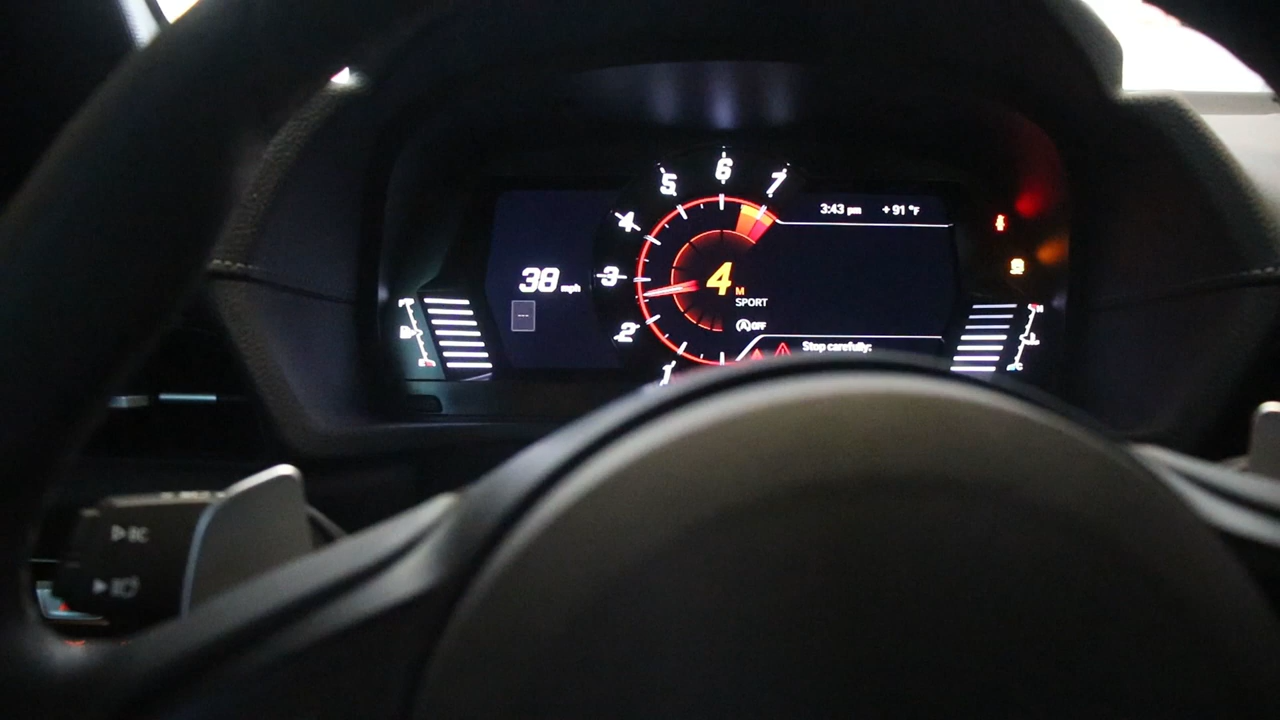 5 6 7
4
3:43 pm +91 °F
38 mph
3
4 M
SPORT
---
2
OFF
Stop carefully:
1